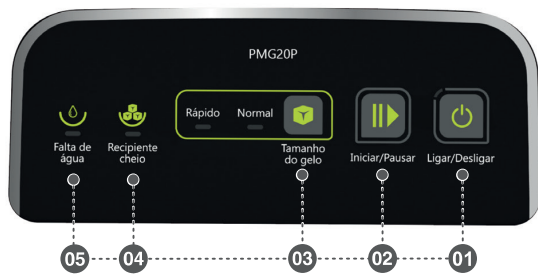 PMG20P
Rápido Normal
Falta de
água
Recipiente
cheio
Tamanho
do gelo
Iniciar/Pausar
Ligar/Desligar
05 04 03 02 01